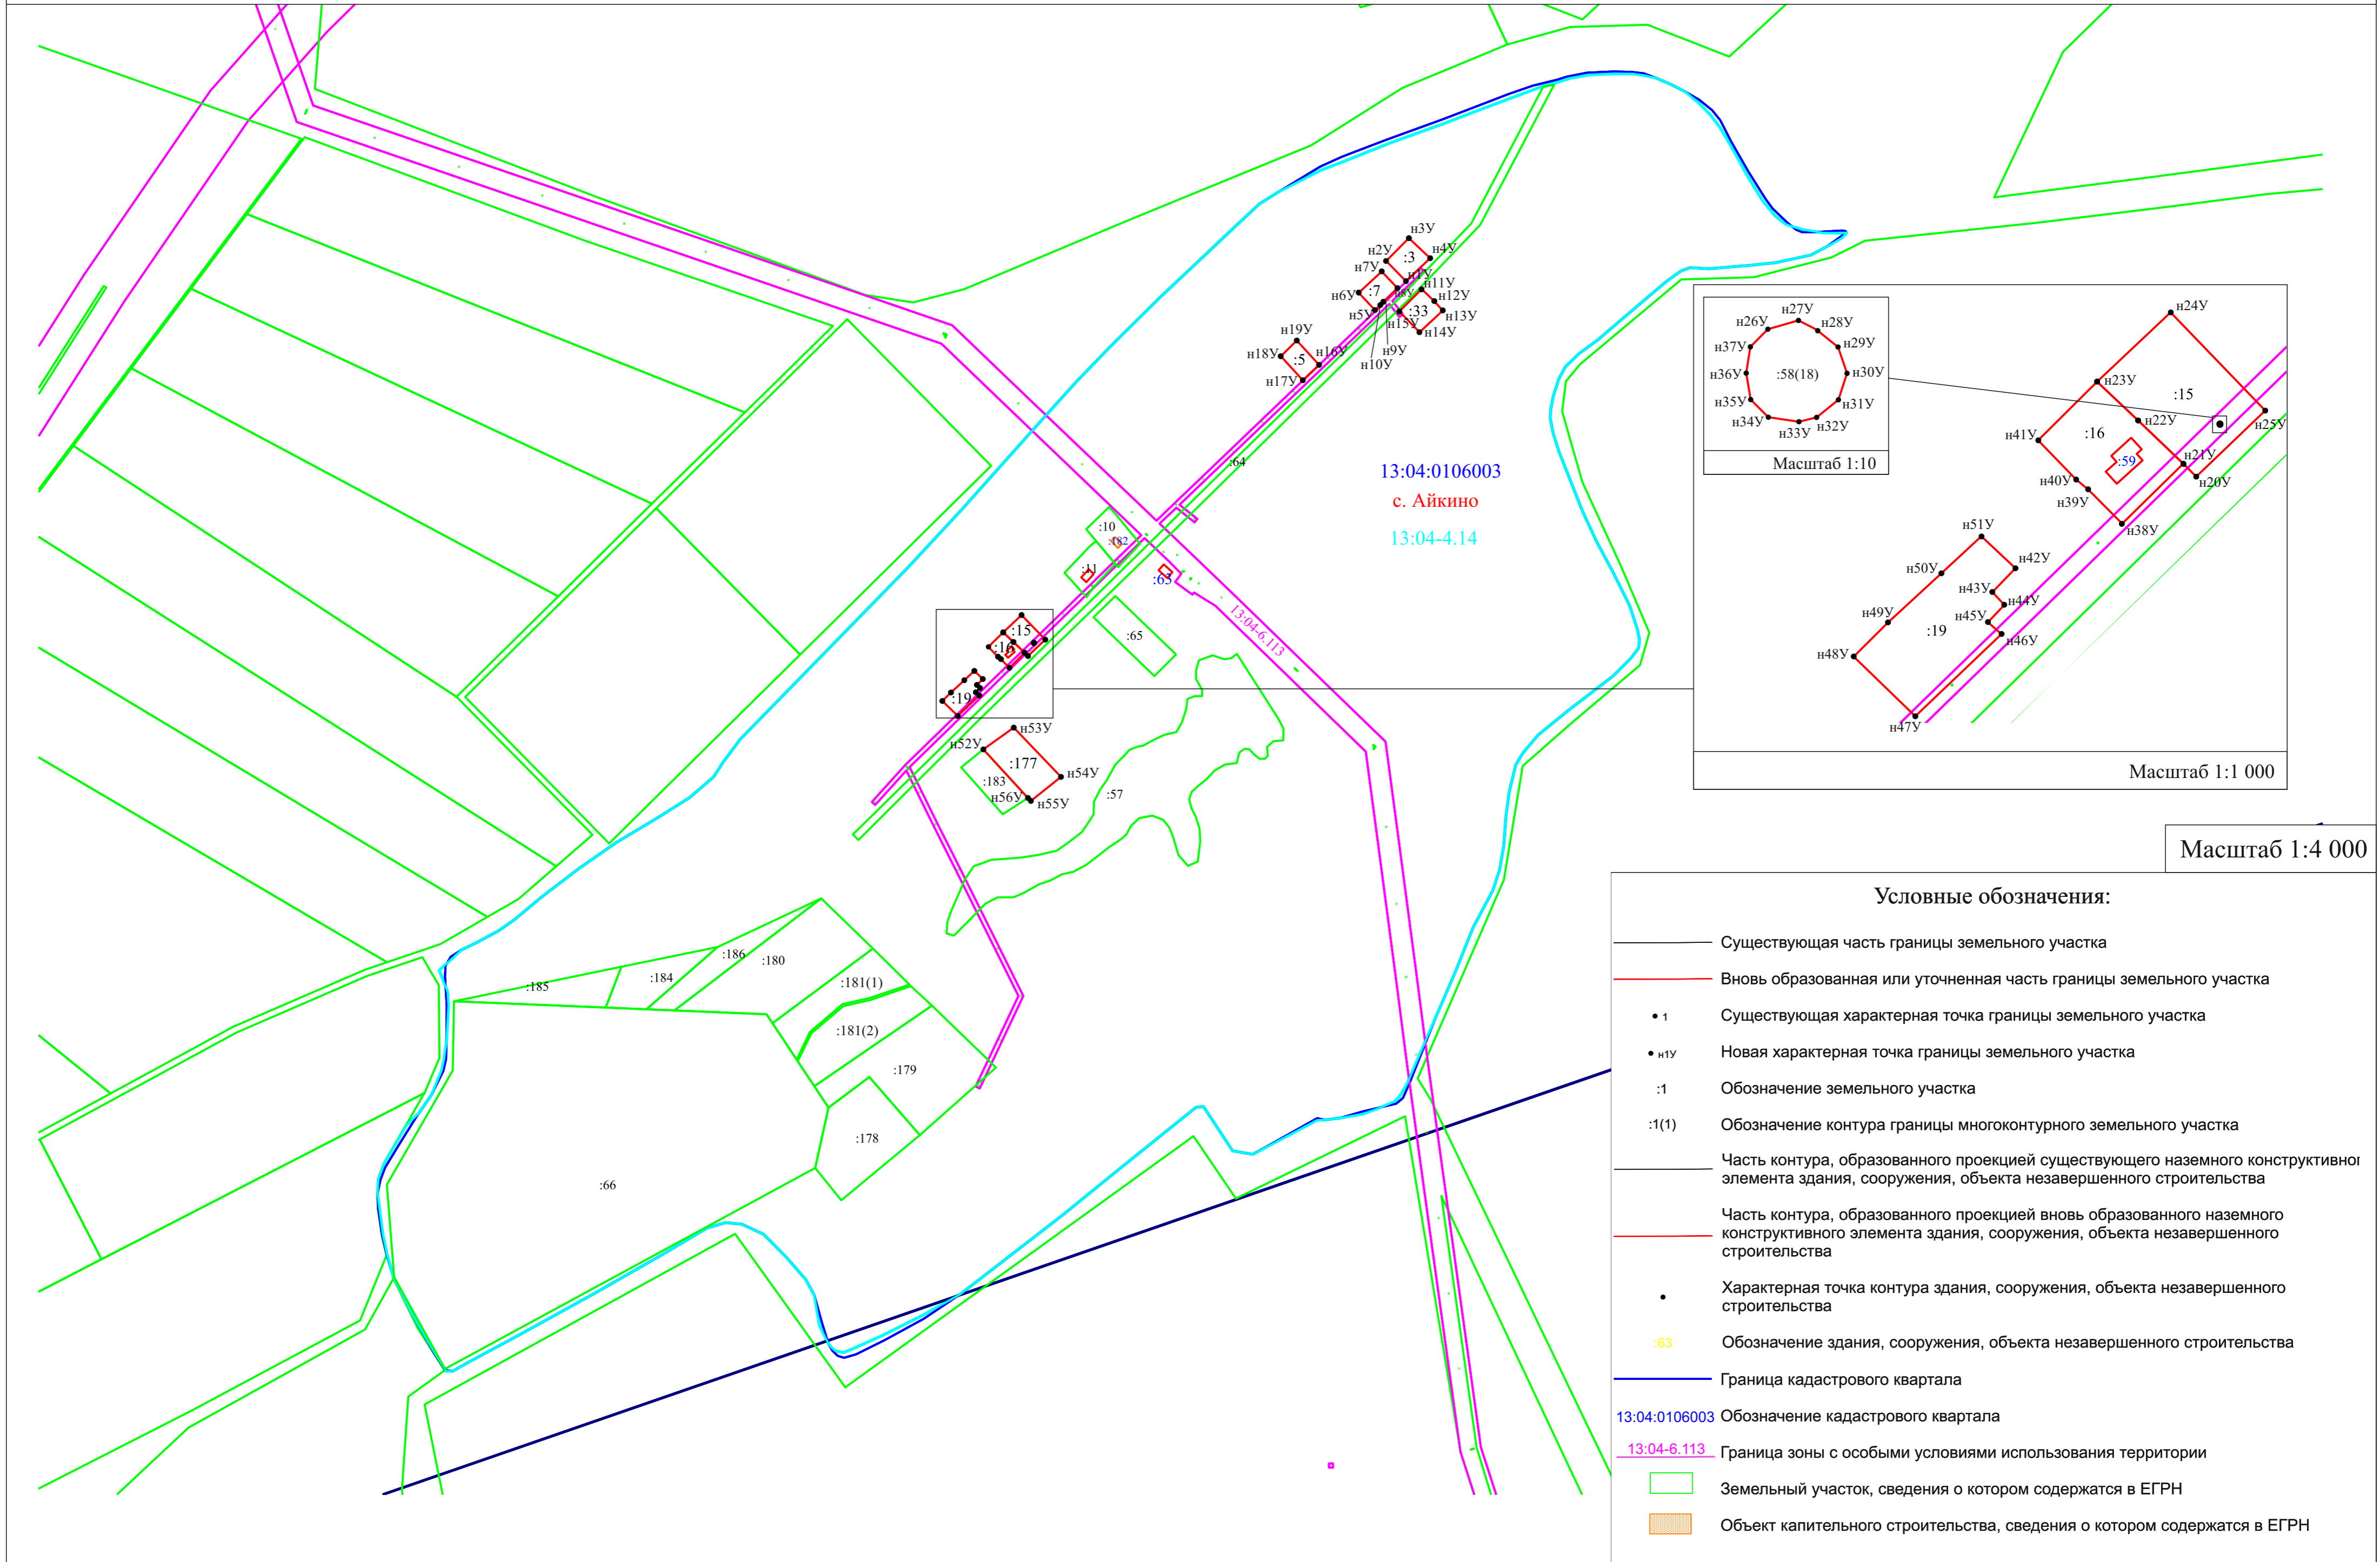 н3У
н2У
н4У
:3
н7У
н1У
н11У
н6У
:7
н8У
н12У
н5У
:33
н13У
н15У
н14У
н19У
н9У
н18У
:5
н16У
н10У
н17У
:64
13:04:0106003
с. Айкино
13:04-4.14
:10
:182
:11
:63
13:04-6.113
:65
:15
:16
:19
н53У
н52У
:177
н54У
:183
н56У
н55У
:57
:186
:180
:185
:184
:181(1)
:181(2)
:179
:178
:66
н27У
н26У
н28У
н37У
н29У
н36У
:58(18)
н30У
н35У
н31У
н34У
н33У
н32У
Масштаб 1:10
н24У
н23У
:15
н22У
н25У
н41У
:16
:59
н21У
н40У
н20У
н39У
н38У
н51У
н42У
н50У
н43У
н44У
н49У
н45У
:19
н46У
н48У
н47У
Масштаб 1:1 000
Масштаб 1:4 000
Условные обозначения:
Существующая часть границы земельного участка
Вновь образованная или уточненная часть границы земельного участка
1 Существующая характерная точка границы земельного участка
н1У Новая характерная точка границы земельного участка
:1 Обозначение земельного участка
:1(1) Обозначение контура границы многоконтурного земельного участка
Часть контура, образованного проекцией существующего наземного конструктивног
элемента здания, сооружения, объекта незавершенного строительства
Часть контура, образованного проекцией вновь образованного наземного
конструктивного элемента здания, сооружения, объекта незавершенного
строительства
Характерная точка контура здания, сооружения, объекта незавершенного
строительства
:63 Обозначение здания, сооружения, объекта незавершенного строительства
Граница кадастрового квартала
13:04:0106003 Обозначение кадастрового квартала
13:04-6.113 Граница зоны с особыми условиями использования территории
Земельный участок, сведения о котором содержатся в ЕГРН
Объект капительного строительства, сведения о котором содержатся в ЕГРН